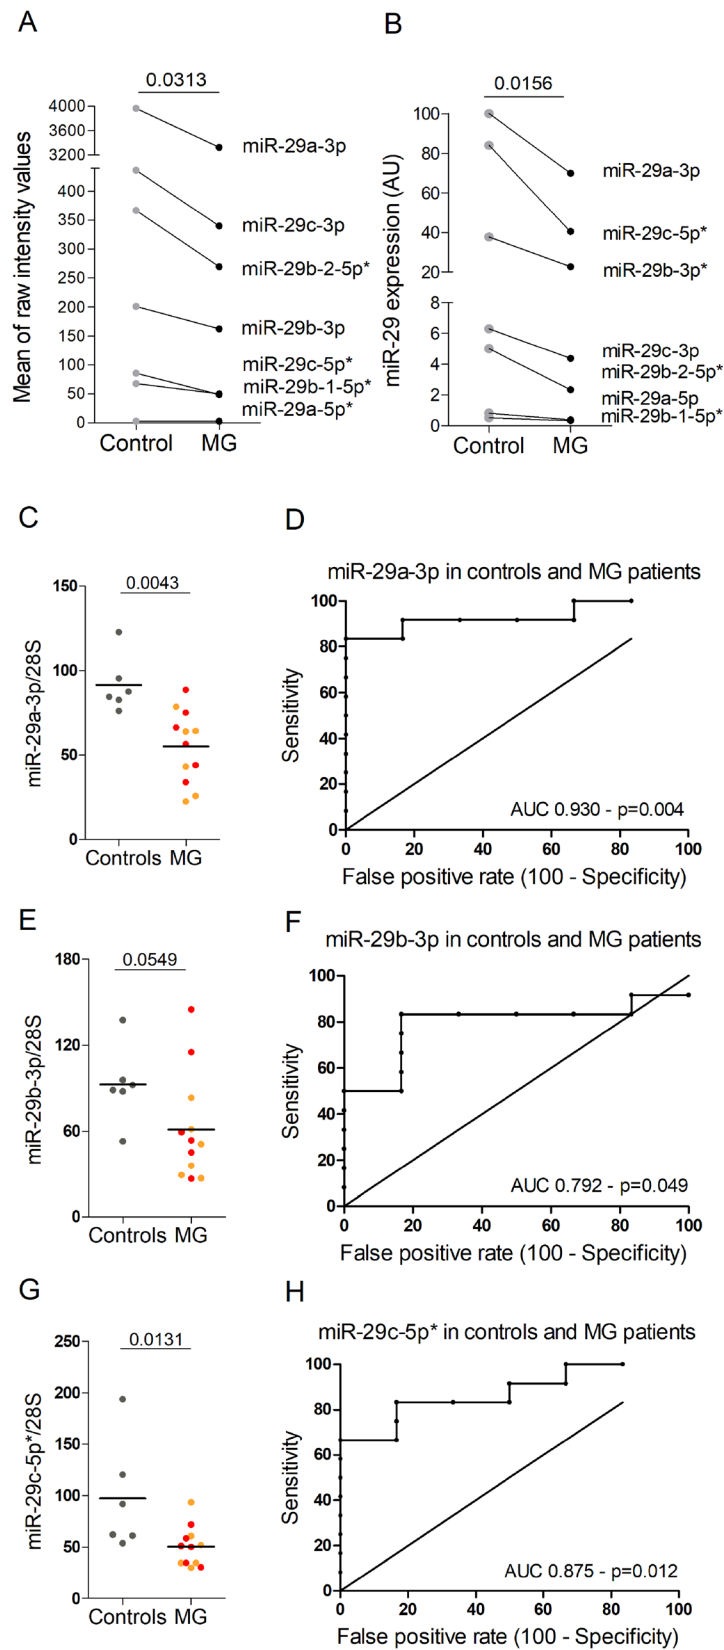 A
0.0313
4000
3600
3200
400
350
300
250
200
150
100
50
0
Mean of raw intensity values
miR-29a-3p
miR-29c-3p
miR-29b-2-5p*
miR-29b-3p
miR-29c-5p*
miR-29b-1-5p*
miR-29a-5p*
Control MG
B
0.0156
100
80
60
40
20
8
6
4
2
0
miR-29 expression (AU)
miR-29a-3p
miR-29c-5p*
miR-29b-3p*
miR-29c-3p
miR-29b-2-5p*
miR-29a-5p
miR-29b-1-5p*
Control MG
C
0.0043
150
100
50
0
miR-29a-3p/28S
Controls MG
D
miR-29a-3p in controls and MG patients
100
80
60
40
20
0
Sensitivity
AUC 0.930 - p=0.004
0 20 40 60 80 100
False positive rate (100 - Specificity)
E
0.0549
180
120
60
0
miR-29b-3p/28S
Controls MG
F
miR-29b-3p in controls and MG patients
100
80
60
40
20
0
Sensitivity
AUC 0.792 - p=0.049
0 20 40 60 80 100
False positive rate (100 - Specificity)
G
0.0131
250
200
150
100
50
0
miR-29c-5p*/28S
Controls MG
H
miR-29c-5p* in controls and MG patients
100
80
60
40
20
0
Sensitivity
AUC 0.875 - p=0.012
0 20 40 60 80 100
False positive rate (100 - Specificity)